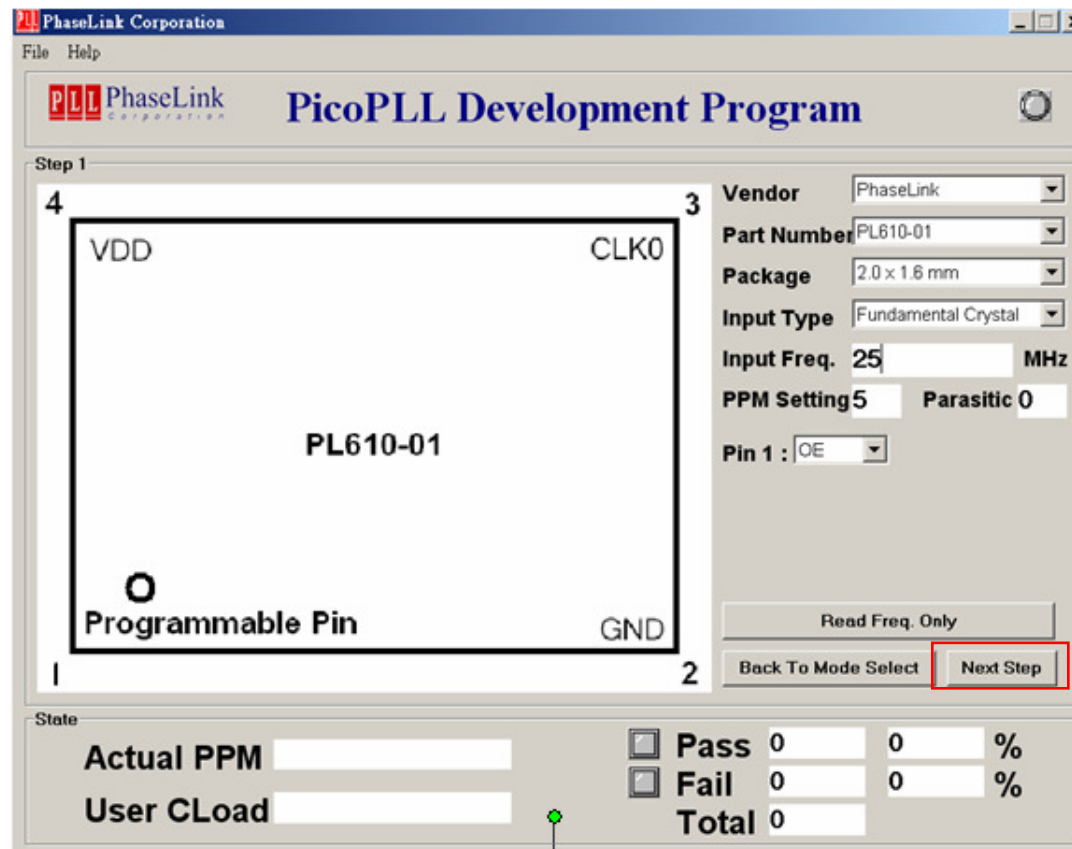 PLL PhaseLink Corporation
File Help
PLL PhaseLink
Corporation
PicoPLL Development Program
Step 1
4
3
VDD
CLK0
PL610-01
Programmable Pin
GND
1
2
Vendor PhaseLink
Part Number PL610-01
Package 2.0 x 1.6 mm
Input Type Fundamental Crystal
Input Freq. 25 MHz
PPM Setting 5 Parasitic 0
Pin 1 : OE
Read Freq. Only
Back To Mode Select Next Step
State
Actual PPM
User CLoad
Pass 0 0 %
Fail 0 0 %
Total 0